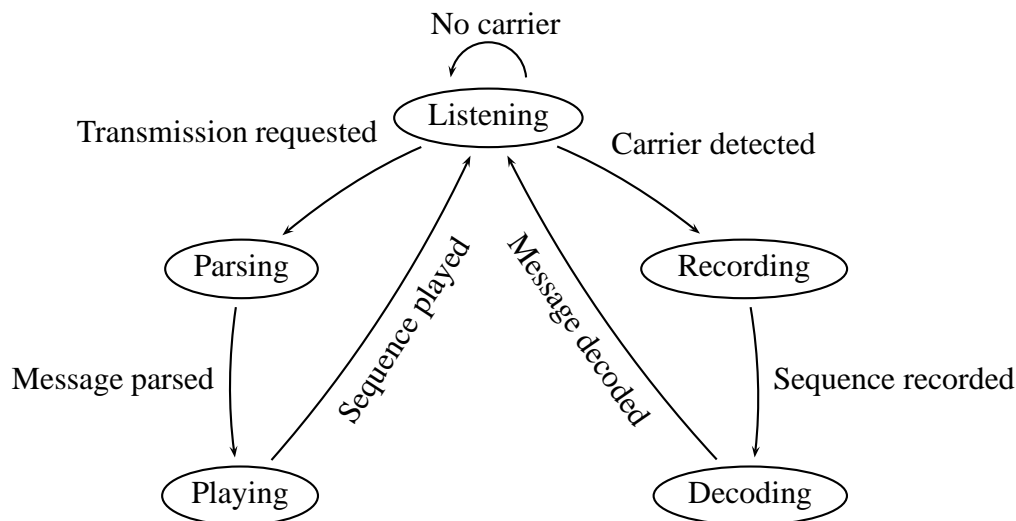 No carrier
Listening
Transmission requested
Carrier detected
Parsing
Recording
Sequence played
Message decoded
Message parsed
Sequence recorded
Playing
Decoding